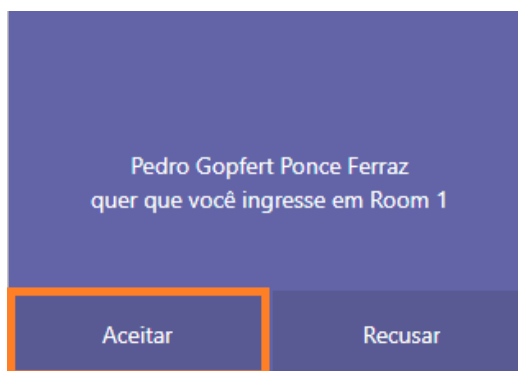 Pedro Gopfert Ponce Ferraz
quer que você ingresse em Room 1
Aceitar
Recusar